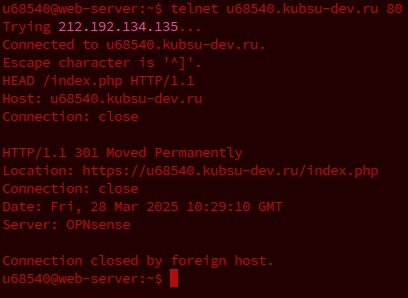 u68540@web-server:~$ telnet u68540.kubsu-dev.ru 80
Trying 212.192.134.135...
Connected to u68540.kubsu-dev.ru.
Escape character is '^]'.
HEAD /index.php HTTP/1.1
Host: u68540.kubsu-dev.ru
Connection: close

HTTP/1.1 301 Moved Permanently
Location: https://u68540.kubsu-dev.ru/index.php
Connection: close
Date: Fri, 28 Mar 2025 10:29:10 GMT
Server: OPNsense

Connection closed by foreign host.
u68540@web-server:~$